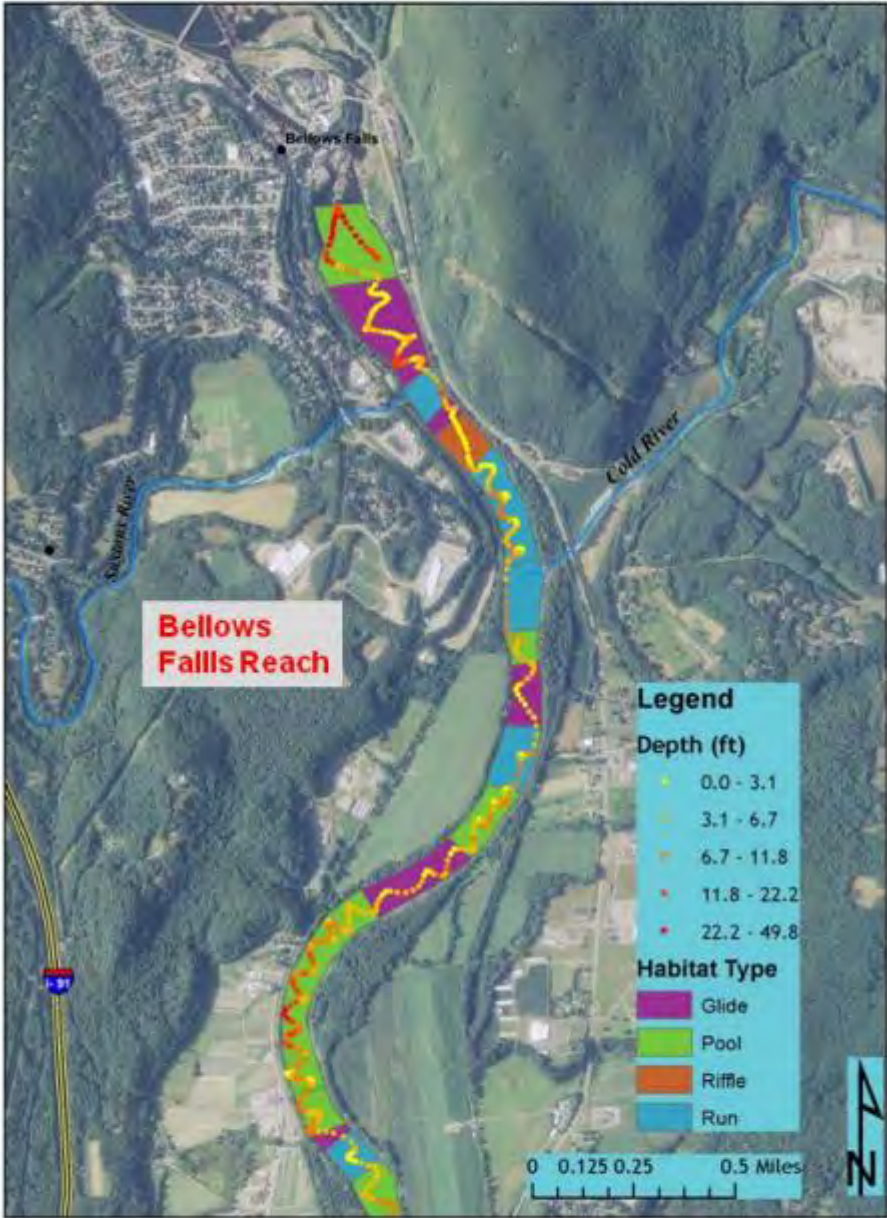 Bellows Falls
Cold River
Saxtons River
Bellows
Fallls Reach
Legend
Depth (ft)
0.0 - 3.1
3.1 - 6.7
6.7 - 11.8
11.8 - 22.2
22.2 - 49.8
Habitat Type
Glide
Pool
Riffle
Run
I- 91
0 0.125 0.25 0.5 Miles
N